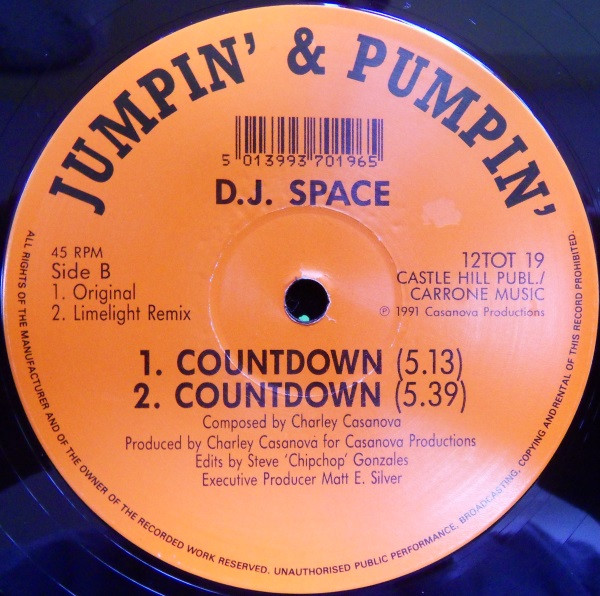 JUMPIN' & PUMPIN'
5 013993 701965
D.J. SPACE
45 RPM
Side B
1. Original
2. Limelight Remix
12TOT 19
CASTLE HILL PUBL./
CARRONE MUSIC
℗ 1991 Casanova Productions
1. COUNTDOWN (5.13)
2. COUNTDOWN (5.39)
Composed by Charley Casanova
Produced by Charley Casanova for Casanova Productions
Edits by Steve 'Chipchop' Gonzales
Executive Producer Matt E. Silver
ALL RIGHTS OF THE MANUFACTURER AND OF THE OWNER OF THE RECORDED WORK RESERVED. UNAUTHORISED PUBLIC PERFORMANCE, BROADCASTING, COPYING AND RENTAL OF THIS RECORD PROHIBITED.